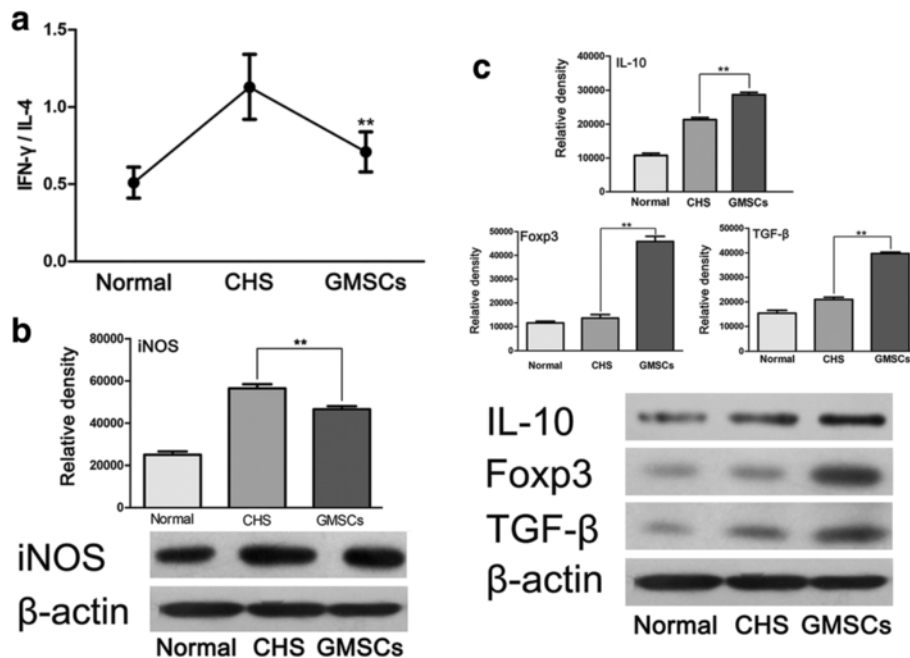 a
IFN-γ / IL-4
1.5
1.0
0.5
0.0
**
Normal CHS GMSCs
b
iNOS
Relative density
80000
60000
40000
20000
0
**
Normal CHS GMSCs
iNOS
β-actin
Normal CHS GMSCs
c
IL-10
Relative density
40000
30000
20000
10000
0
**
Normal CHS GMSCs
Foxp3
Relative density
50000
40000
30000
20000
10000
0
**
Normal CHS GMSCs
TGF-β
Relative density
50000
40000
30000
20000
10000
0
**
Normal CHS GMSCs
IL-10
Foxp3
TGF-β
β-actin
Normal CHS GMSCs